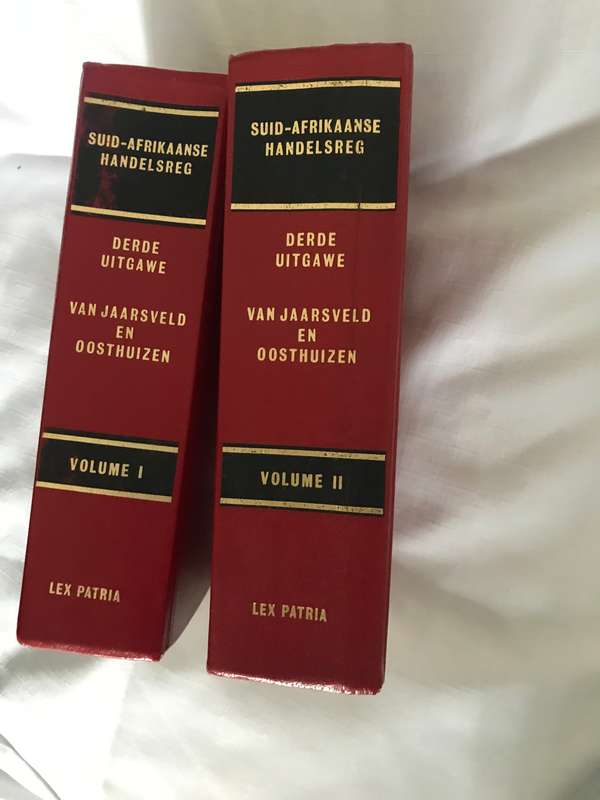 SUID-AFRIKAANSE
HANDELSREG
DERDE
UITGAWE
VAN JAARSVELD
EN
OOSTHUIZEN
VOLUME I
LEX PATRIA
SUID-AFRIKAANSE
HANDELSREG
DERDE
UITGAWE
VAN JAARSVELD
EN
OOSTHUIZEN
VOLUME II
LEX PATRIA